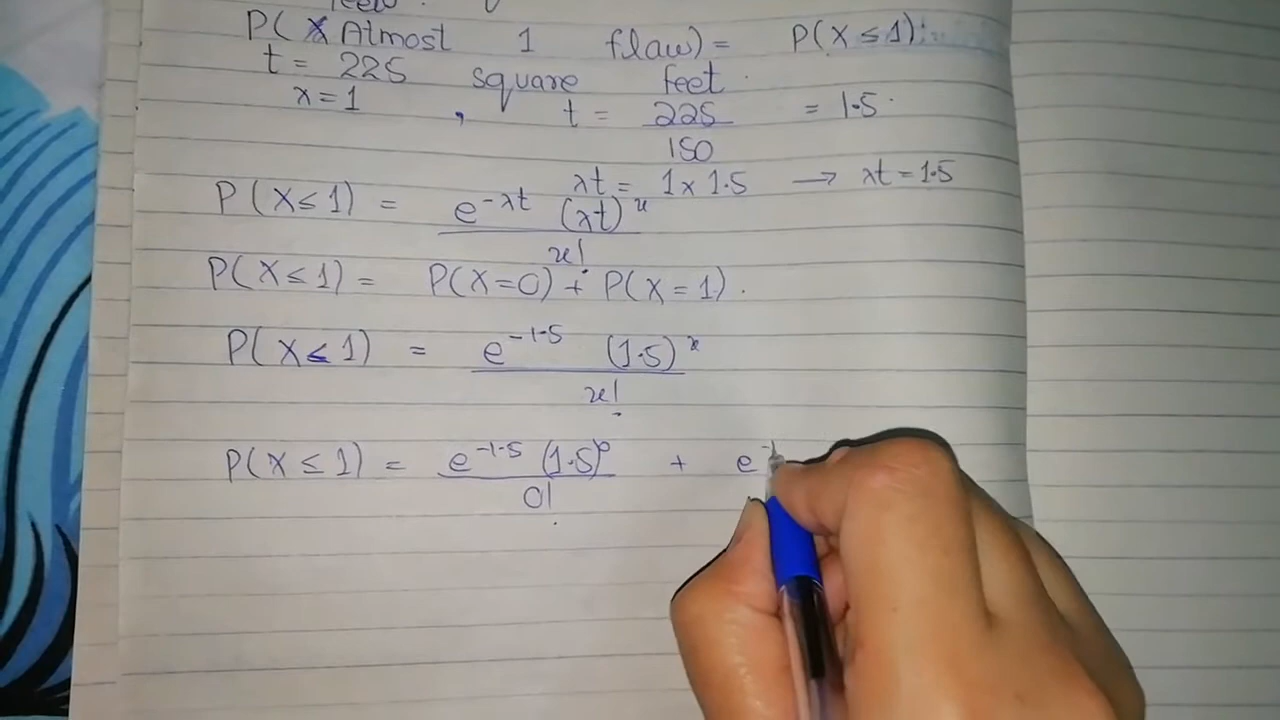 P( X Atmost 1 flaw) = P(X ≤ 1):
t = 225 square feet.
x = 1 , t = 225/150 = 1.5.
λt = 1 x 1.5 → λt = 1.5
P(X ≤ 1) = e^-λt (λt)^x / x!
P(X ≤ 1) = P(X=0) + P(X = 1).
P(X ≤ 1) = e^-1.5 (1.5)^x / x!
P(X ≤ 1) = e^-1.5 (1.5)^0 / 0! + e^-1